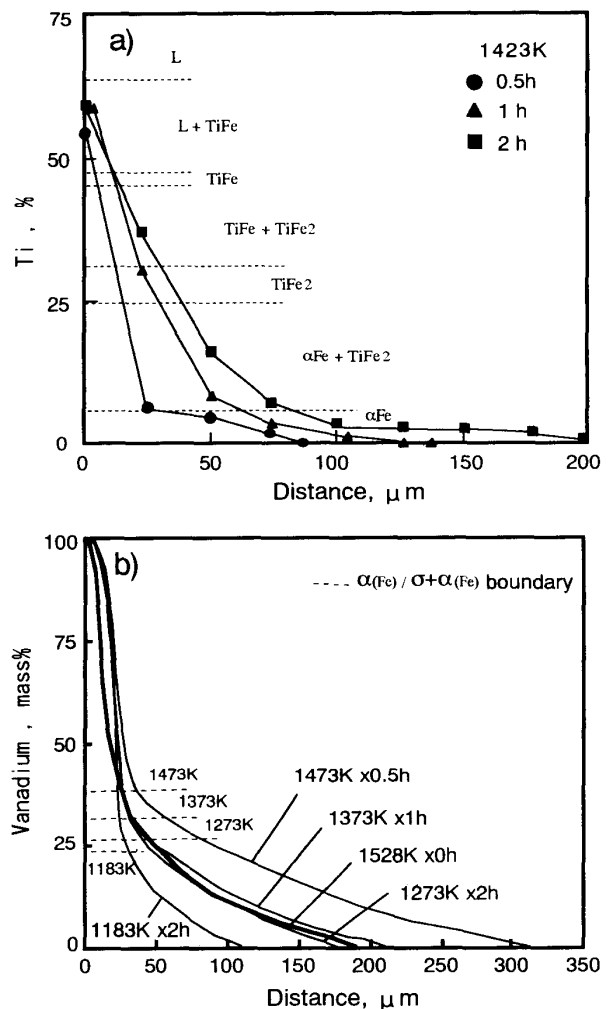 a)
75
50
25
0
Ti , %
L
L + TiFe
TiFe
TiFe + TiFe2
TiFe2
αFe + TiFe2
αFe
1423K
0.5h
1 h
2 h
0 50 100 150 200
Distance, μm
b)
100
75
50
25
0
Vanadium , mass%
α(Fe) / σ+α(Fe) boundary
1473K
1373K
1273K
1183K
1473K x0.5h
1373K x1h
1528K x0h
1273K x2h
1183K x2h
0 50 100 150 200 250 300 350
Distance, μm